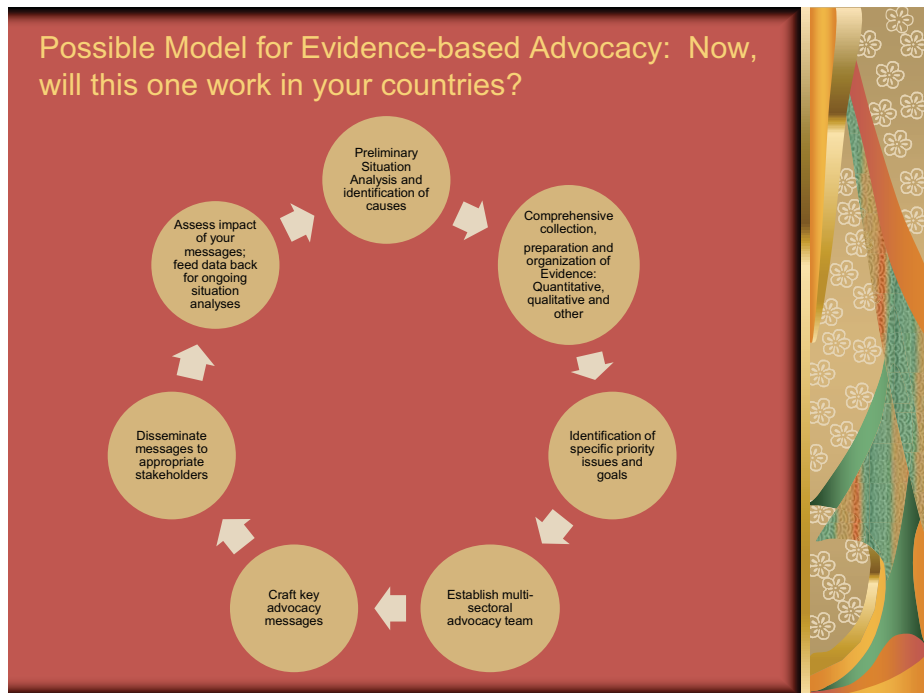 Possible Model for Evidence-based Advocacy: Now,
will this one work in your countries?
Preliminary
Situation
Analysis and
identification of
causes
Comprehensive
collection,
preparation and
organization of
Evidence:
Quantitative,
qualitative and
other
Identification of
specific priority
issues and
goals
Establish multi-
sectoral
advocacy team
Craft key
advocacy
messages
Disseminate
messages to
appropriate
stakeholders
Assess impact
of your
messages;
feed data back
for ongoing
situation
analyses